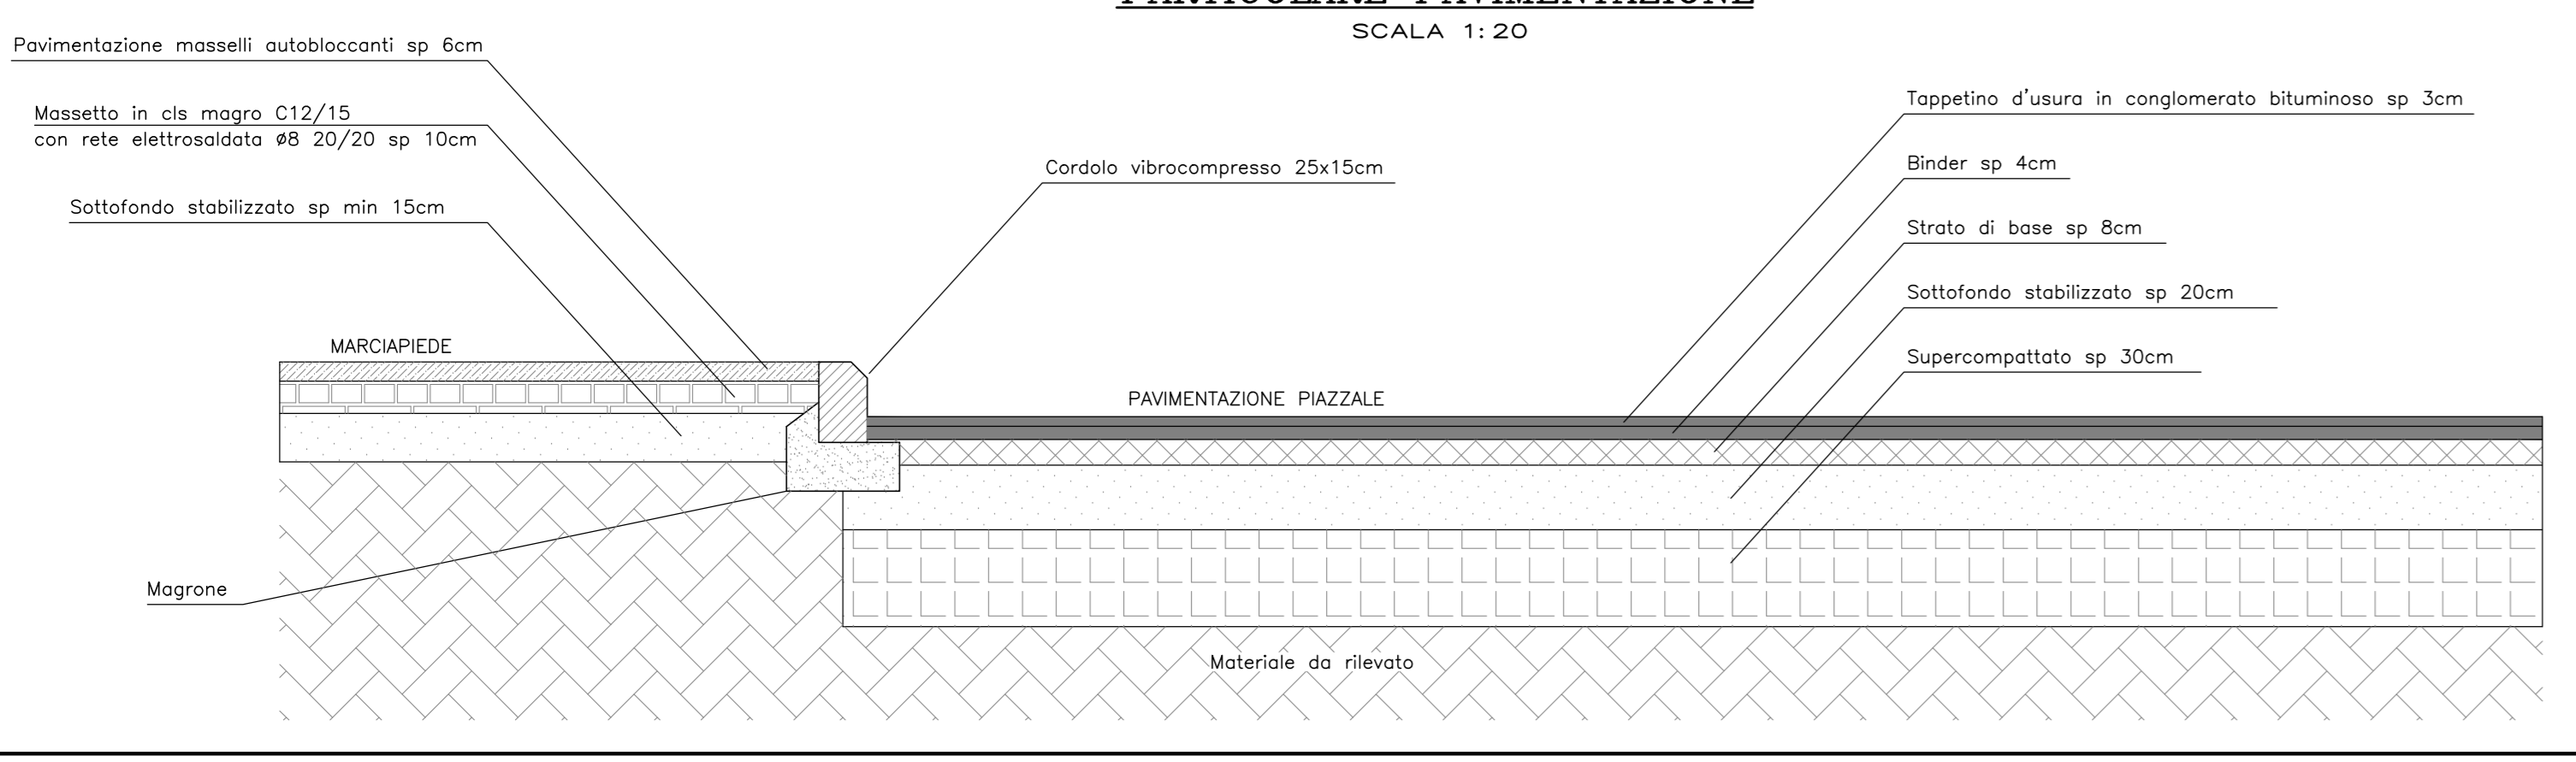 PARTICOLARE PAVIMENTAZIONE
SCALA 1:20
Pavimentazione masselli autobloccanti sp 6cm
Massetto in cls magro C12/15
con rete elettrosaldata ø8 20/20 sp 10cm
Sottofondo stabilizzato sp min 15cm
Cordolo vibrocompresso 25x15cm
Tappetino d'usura in conglomerato bituminoso sp 3cm
Binder sp 4cm
Strato di base sp 8cm
Sottofondo stabilizzato sp 20cm
Supercompattato sp 30cm
MARCIAPIEDE
PAVIMENTAZIONE PIAZZALE
Magrone
Materiale da rilevato